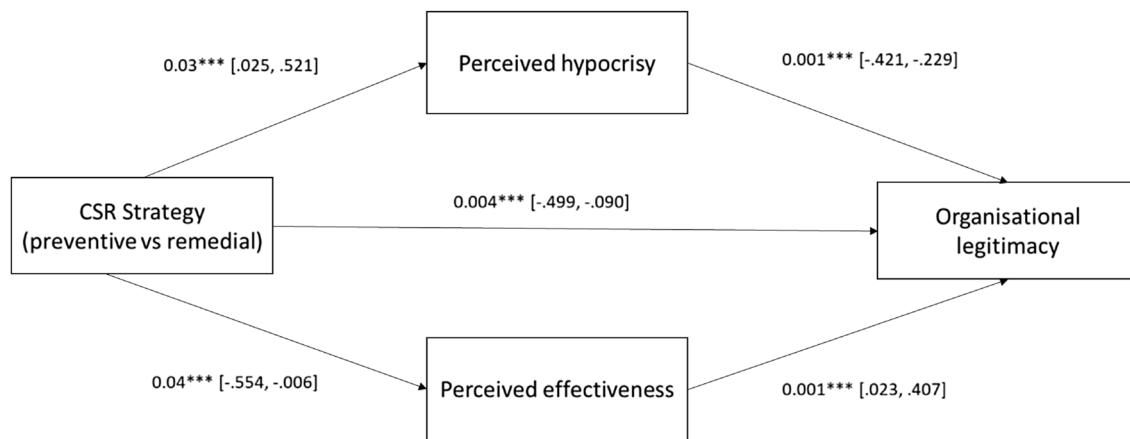 0.03*** [.025, .521]
Perceived hypocrisy
0.001*** [-.421, -.229]
CSR Strategy
(preventive vs remedial)
0.004*** [-.499, -.090]
Organisational
legitimacy
0.04*** [-.554, -.006]
Perceived effectiveness
0.001*** [.023, .407]